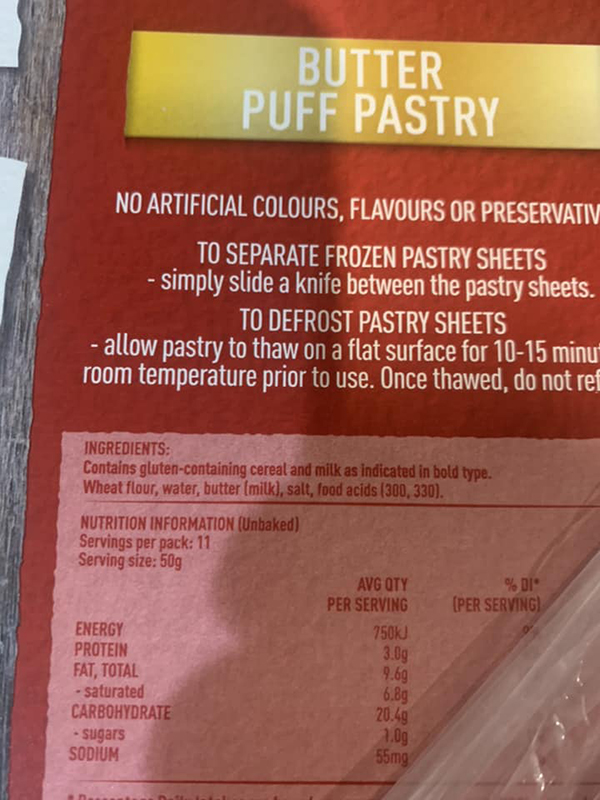 BUTTER
PUFF PASTRY
NO ARTIFICIAL COLOURS, FLAVOURS OR PRESERVATIV
TO SEPARATE FROZEN PASTRY SHEETS
- simply slide a knife between the pastry sheets.
TO DEFROST PASTRY SHEETS
- allow pastry to thaw on a flat surface for 10-15 minu
room temperature prior to use. Once thawed, do not ref
INGREDIENTS:
Contains gluten-containing cereal and milk as indicated in bold type.
Wheat flour, water, butter (milk), salt, food acids (300, 330).
NUTRITION INFORMATION (Unbaked)
Servings per pack: 11
Serving size: 50g
AVG QTY % DI*
PER SERVING (PER SERVING)
ENERGY 750kJ
PROTEIN 3.0g
FAT, TOTAL 9.6g
- saturated 6.8g
CARBOHYDRATE 20.4g
- sugars 1.0g
SODIUM 55mg